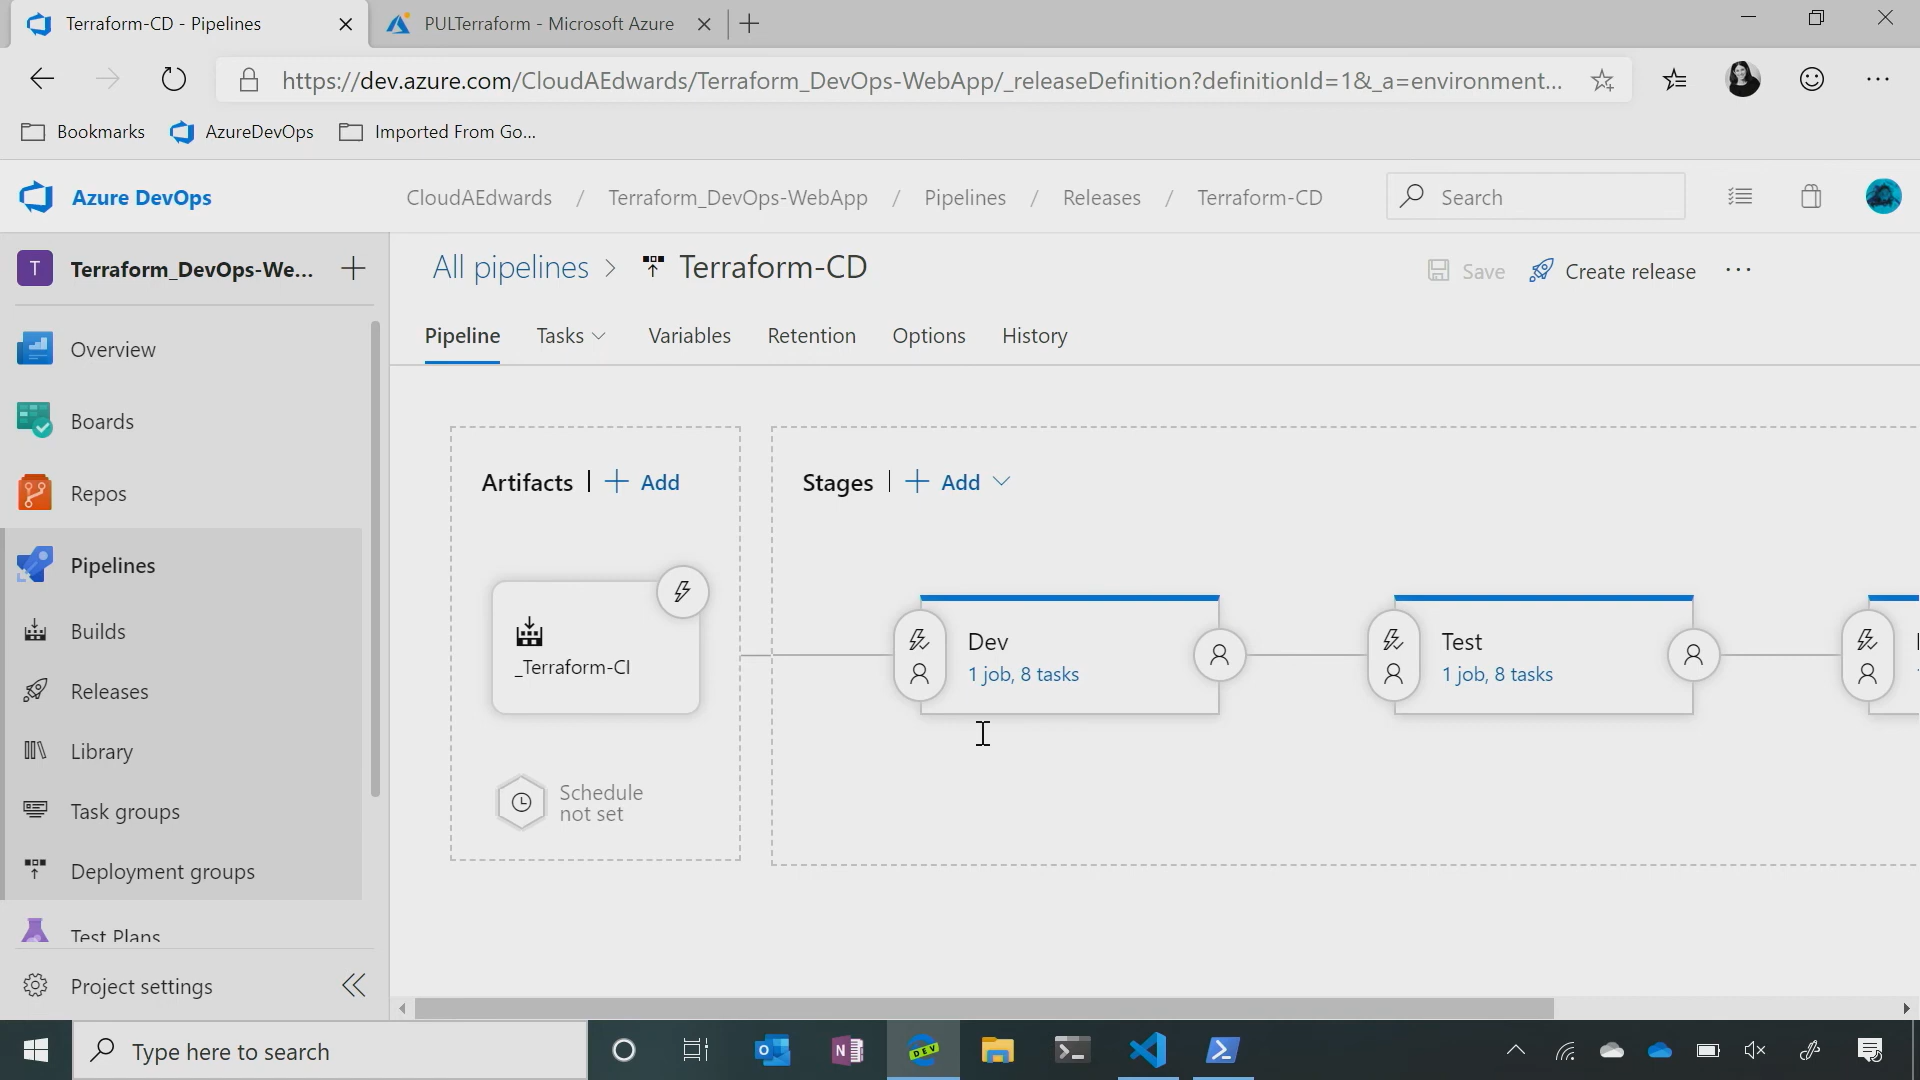 Terraform-CD - Pipelines
PULTerraform - Microsoft Azure
https://dev.azure.com/CloudAEdwards/Terraform_DevOps-WebApp/_releaseDefinition?definitionId=1&_a=environment...
Bookmarks
AzureDevOps
Imported From Go...
Azure DevOps
CloudAEdwards / Terraform_DevOps-WebApp / Pipelines / Releases / Terraform-CD
Search
T
Terraform_DevOps-We...
All pipelines > Terraform-CD
Save
Create release
Pipeline
Tasks
Variables
Retention
Options
History
Overview
Boards
Repos
Pipelines
Builds
Releases
Library
Task groups
Deployment groups
Test Plans
Project settings
Artifacts | + Add
_Terraform-CI
Schedule
not set
Stages | + Add
Dev
1 job, 8 tasks
Test
1 job, 8 tasks
Type here to search
DEV